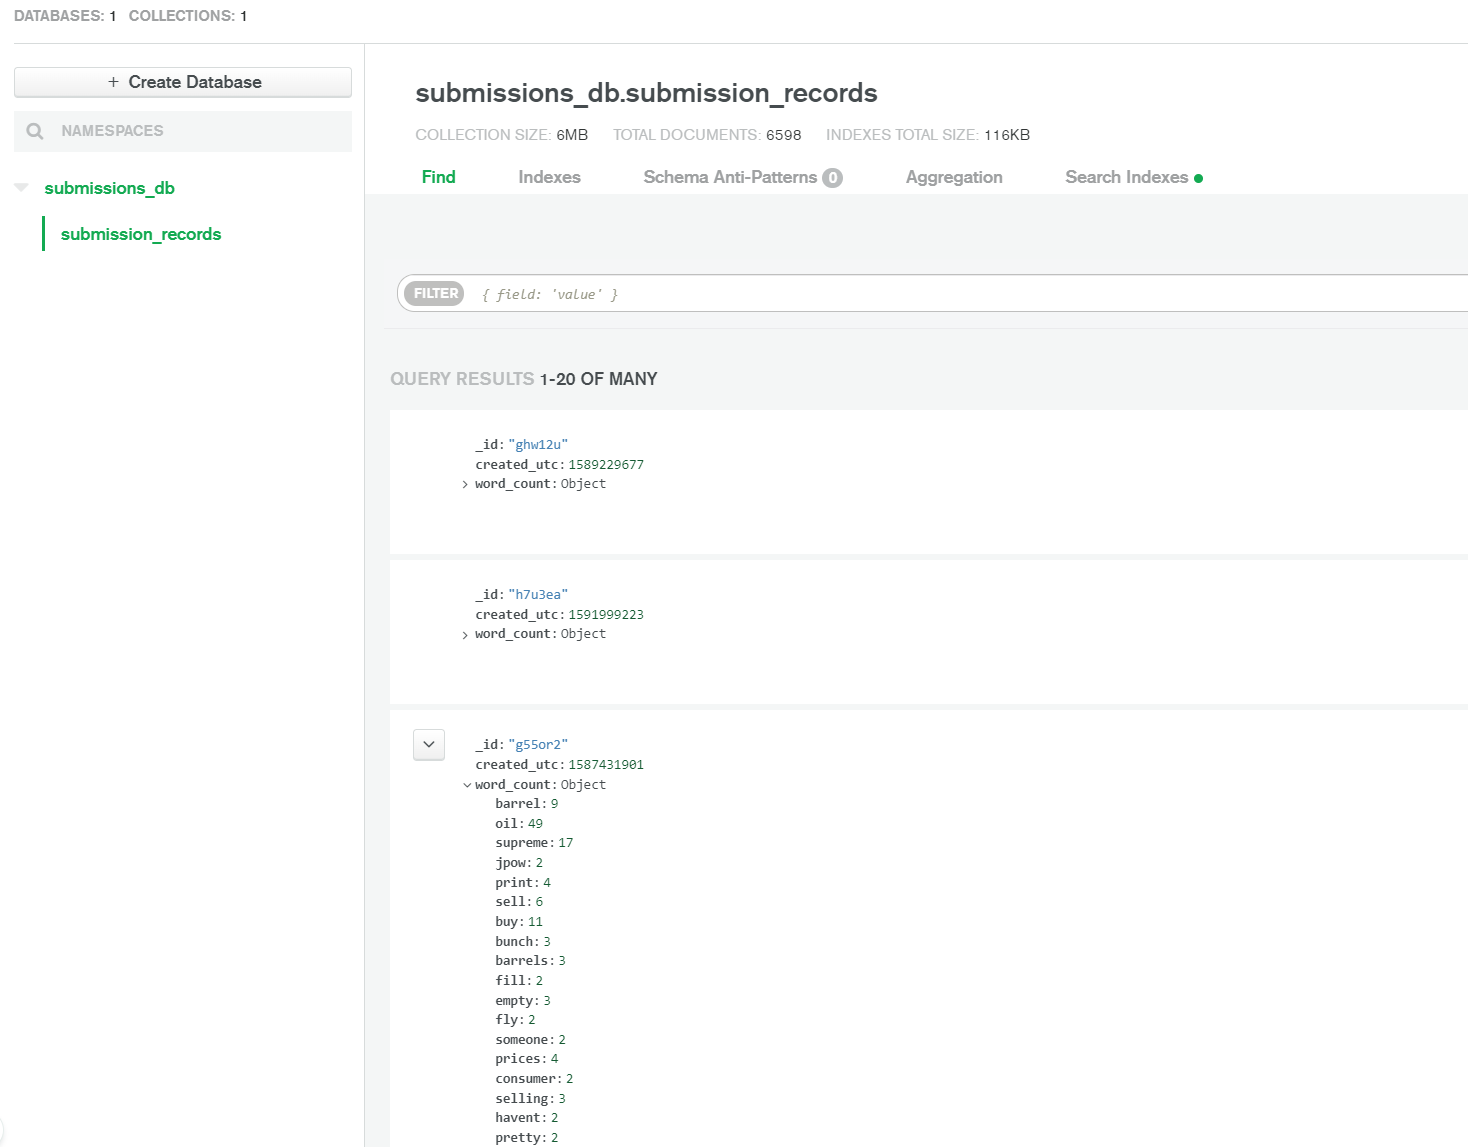 DATABASES: 1 COLLECTIONS: 1
+ Create Database
NAMESPACES
submissions_db
submission_records
submissions_db.submission_records
COLLECTION SIZE: 6MB TOTAL DOCUMENTS: 6598 INDEXES TOTAL SIZE: 116KB
Find Indexes Schema Anti-Patterns 0 Aggregation Search Indexes
FILTER { field: 'value' }
QUERY RESULTS 1-20 OF MANY
_id: "ghw12u"
created_utc: 1589229677
word_count: Object
_id: "h7u3ea"
created_utc: 1591999223
word_count: Object
_id: "g55or2"
created_utc: 1587431901
word_count: Object
barrel: 9
oil: 49
supreme: 17
jpow: 2
print: 4
sell: 6
buy: 11
bunch: 3
barrels: 3
fill: 2
empty: 3
fly: 2
someone: 2
prices: 4
consumer: 2
selling: 3
havent: 2
pretty: 2